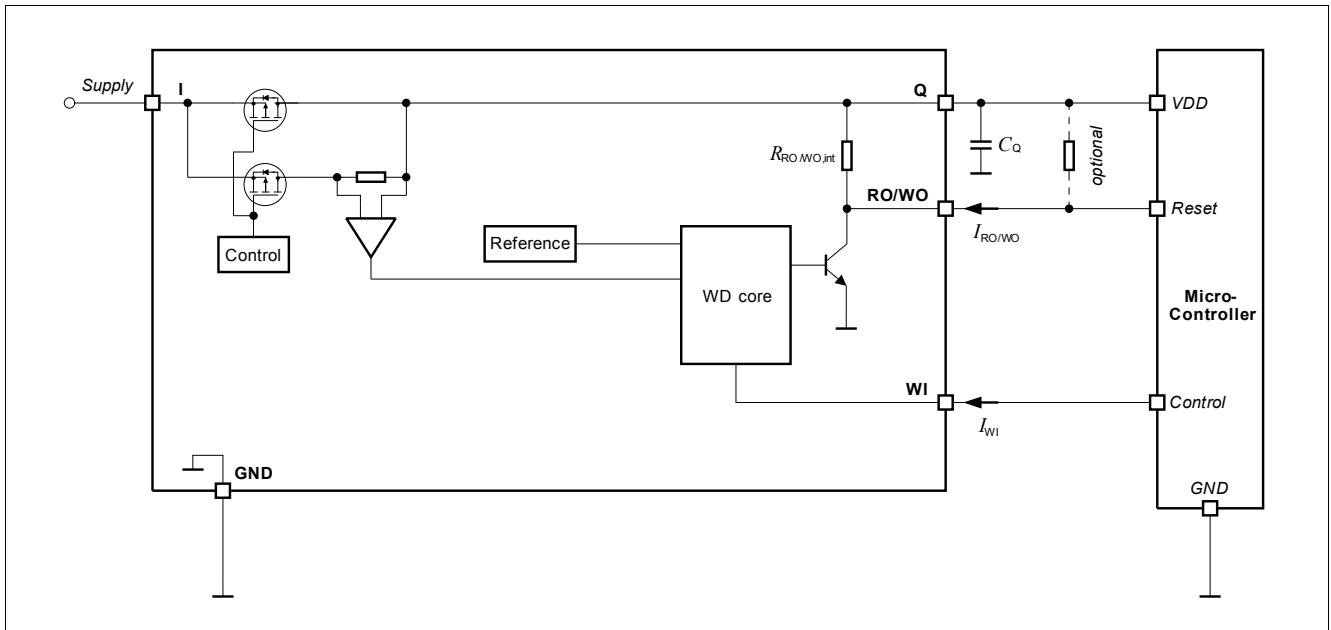 Supply
I
Q
VDD
C_Q
optional
R_RO/WO,int
RO/WO
Reset
I_RO/WO
Control
Reference
WD core
Micro-
Controller
WI
Control
I_WI
GND
GND